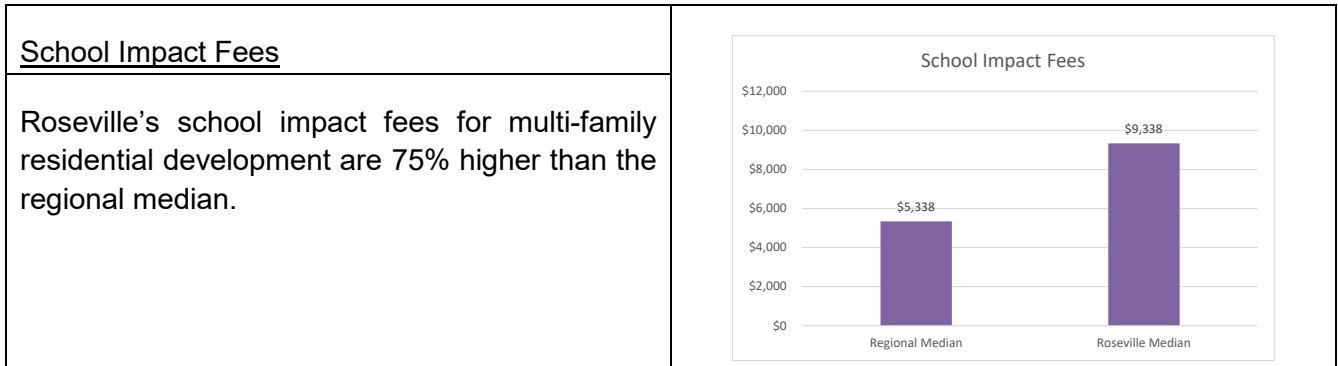 School Impact Fees
Roseville’s school impact fees for multi-family
residential development are 75% higher than the
regional median.
School Impact Fees
$12,000
$10,000
$8,000
$6,000
$4,000
$2,000
$0
$5,338
$9,338
Regional Median
Roseville Median